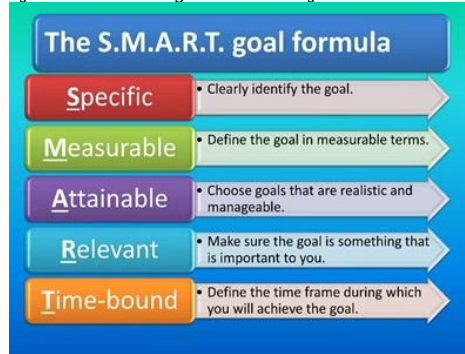 The S.M.A.R.T. goal formula
Specific
• Clearly identify the goal.
Measurable
• Define the goal in measurable terms.
Attainable
• Choose goals that are realistic and
manageable.
Relevant
• Make sure the goal is something that
is important to you.
Time-bound
• Define the time frame during which
you will achieve the goal.